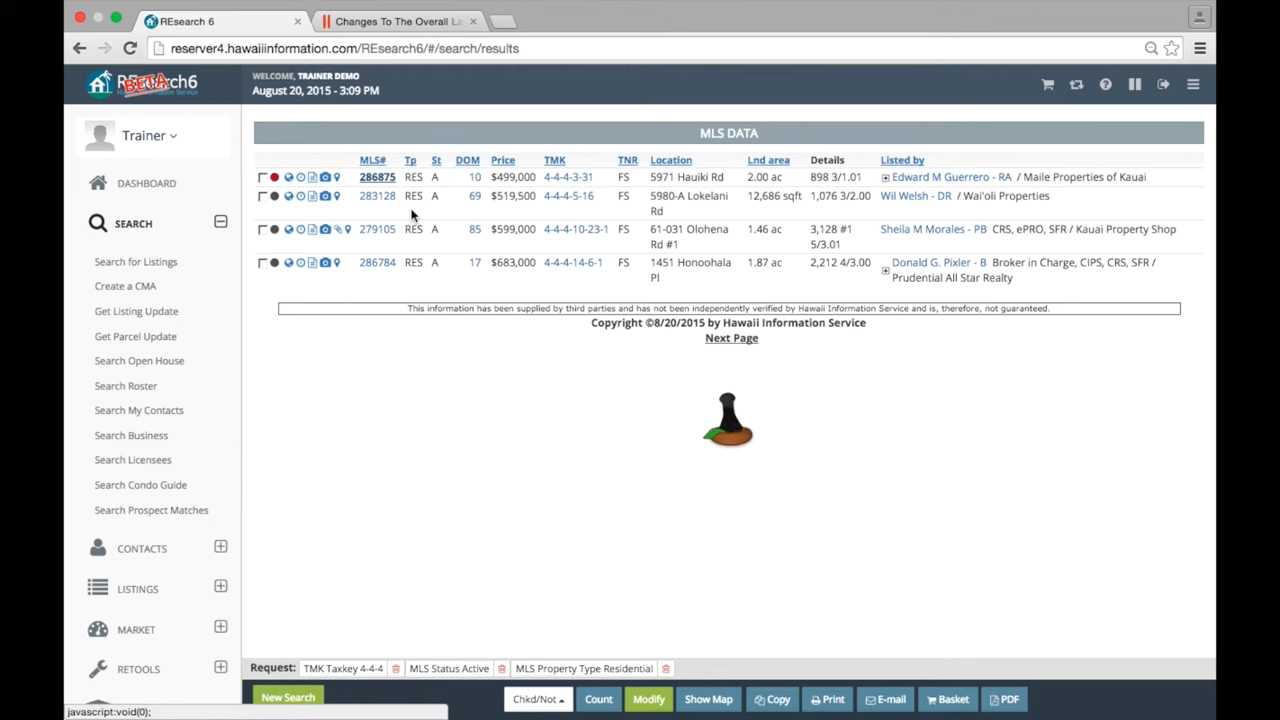 REsearch 6
Changes To The Overall La
reserver4.hawaiiinformation.com/REsearch6/#/search/results
BETA
WELCOME, TRAINER DEMO
August 20, 2015 - 3:09 PM
Trainer
DASHBOARD
SEARCH
Search for Listings
Create a CMA
Get Listing Update
Get Parcel Update
Search Open House
Search Roster
Search My Contacts
Search Business
Search Licensees
Search Condo Guide
Search Prospect Matches
CONTACTS
LISTINGS
MARKET
RETOOLS
MLS DATA
MLS# Tp St DOM Price TMK TNR Location Lnd area Details Listed by
286875 RES A 10 $499,000 4-4-4-3-31 FS 5971 Hauiki Rd 2.00 ac 898 3/1.01 Edward M Guerrero - RA / Maile Properties of Kauai
283128 RES A 69 $519,500 4-4-4-5-16 FS 5980-A Lokelani 12,686 sqft 1,076 3/2.00 Wil Welsh - DR / Wai'oli Properties
Rd
279105 RES A 85 $599,000 4-4-4-10-23-1 FS 61-031 Olohena 1.46 ac 3,128 #1 Sheila M Morales - PB CRS, ePRO, SFR / Kauai Property Shop
Rd #1 5/3.01
286784 RES A 17 $683,000 4-4-4-14-6-1 FS 1451 Honoohala 1.87 ac 2,212 4/3.00 Donald G. Pixler - B Broker in Charge, CIPS, CRS, SFR /
Pl Prudential All Star Realty
This information has been supplied by third parties and has not been independently verified by Hawaii Information Service and is, therefore, not guaranteed.
Copyright ©8/20/2015 by Hawaii Information Service
Next Page
Request: TMK Taxkey 4-4-4 MLS Status Active MLS Property Type Residential
New Search Chkd/Not Count Modify Show Map Copy Print E-mail Basket PDF
javascript:void(0);